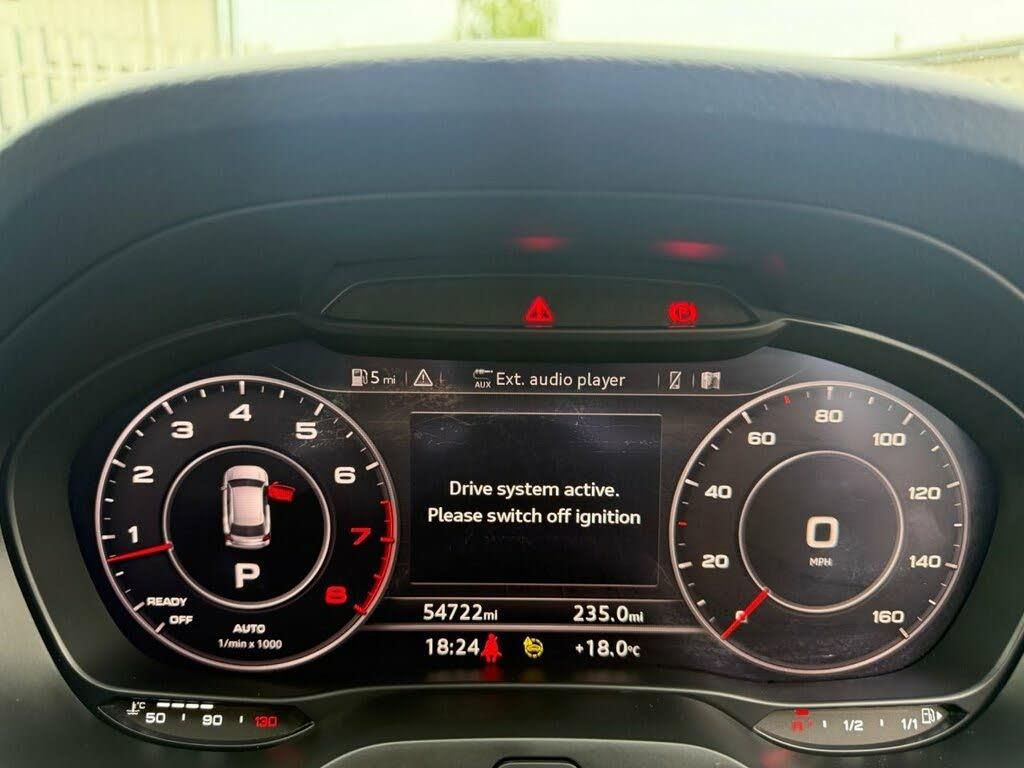 5 mi
AUX Ext. audio player
4
3
5
2
6
1
7
8
P
READY
OFF
AUTO
1/min x 1000
Drive system active.
Please switch off ignition
54722mi
235.0mi
18:24
+18.0°C
80
60
100
40
120
20
140
0
160
0
MPH
°C
50
90
130
1/2
1/1